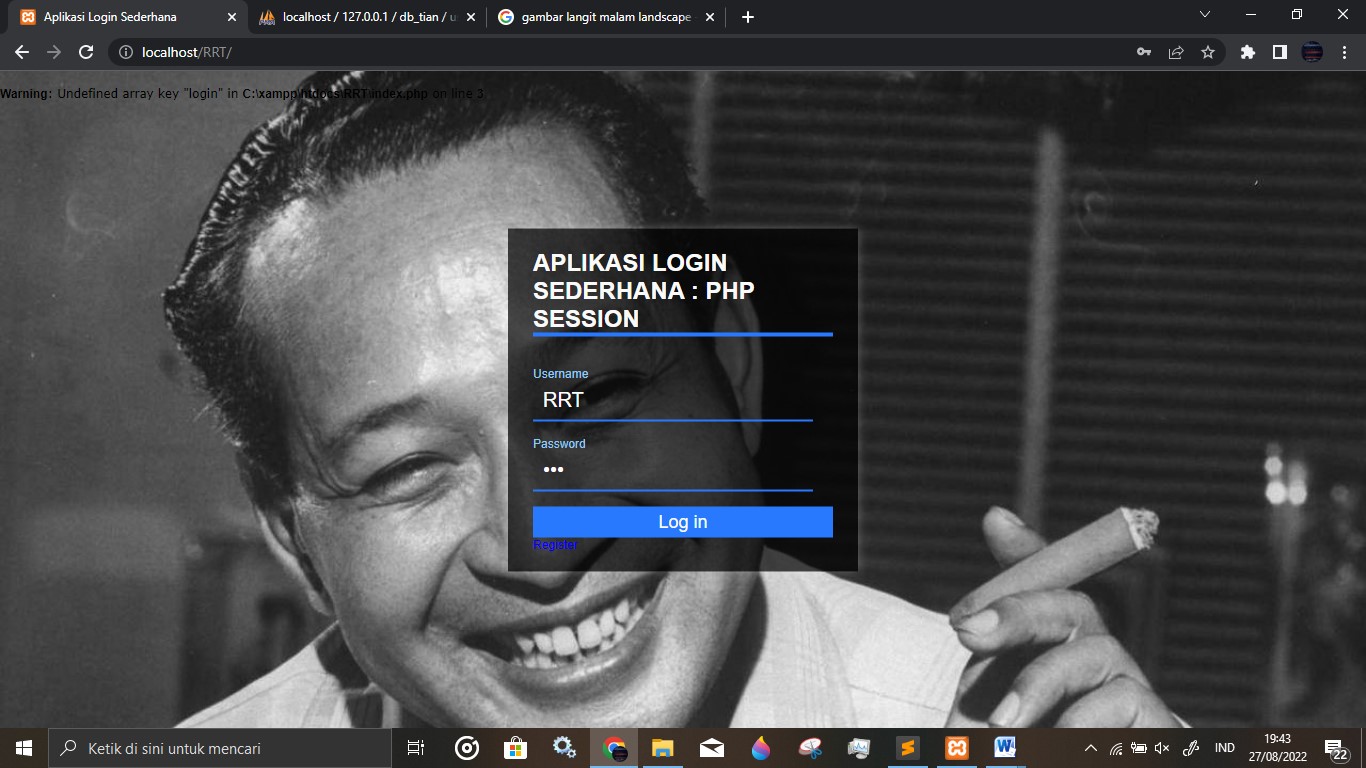 Aplikasi Login Sederhana
localhost / 127.0.0.1 / db_tian / u
gambar langit malam landscape
localhost/RRT/
Warning: Undefined array key "login" in C:\xampp\htdocs\RRT\index.php on line 3
APLIKASI LOGIN
SEDERHANA : PHP
SESSION
Username
RRT
Password
•••
Log in
Register
Ketik di sini untuk mencari
IND
19:43
27/08/2022
22